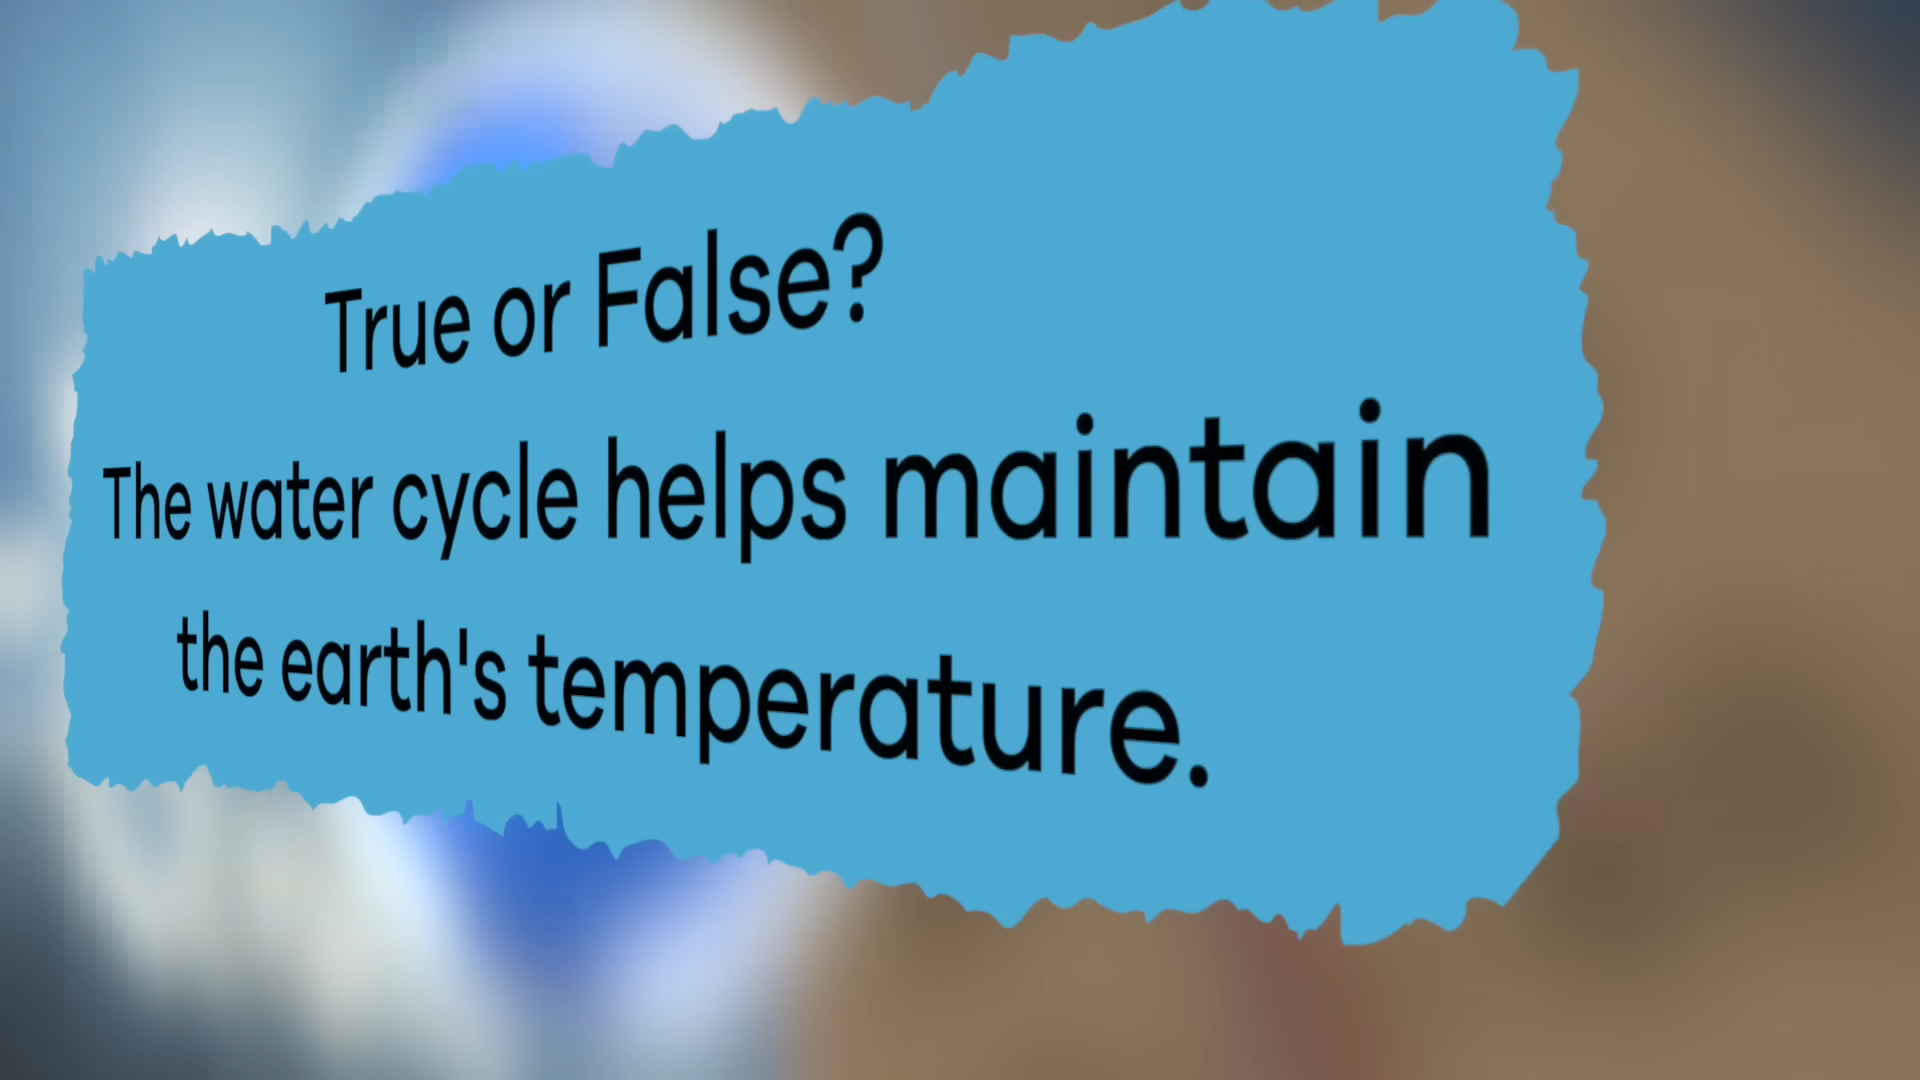 True or False?
The water cycle helps maintain
the earth's temperature.